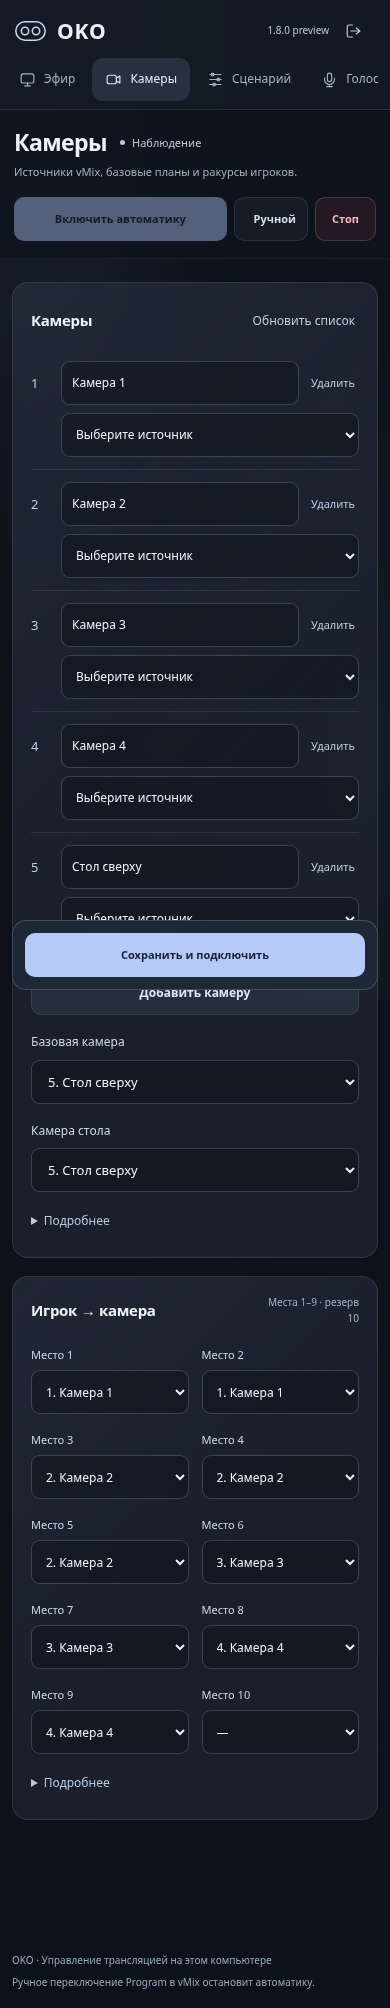 OKO
1.8.0 preview
Эфир
Камеры
Сценарий
Голос
Камеры
Наблюдение
Источники vMix, базовые планы и ракурсы игроков.
Включить автоматику
Ручной
Стоп
Камеры
Обновить список
1
Камера 1
Удалить
Выберите источник
2
Камера 2
Удалить
Выберите источник
3
Камера 3
Удалить
Выберите источник
4
Камера 4
Удалить
Выберите источник
5
Стол сверху
Удалить
Выберите источник
Сохранить и подключить
Добавить камеру
Базовая камера
5. Стол сверху
Камера стола
5. Стол сверху
Подробнее
Игрок → камера
Места 1–9 · резерв
10
Место 1
Место 2
1. Камера 1
1. Камера 1
Место 3
Место 4
2. Камера 2
2. Камера 2
Место 5
Место 6
2. Камера 2
3. Камера 3
Место 7
Место 8
3. Камера 3
4. Камера 4
Место 9
Место 10
4. Камера 4
—
Подробнее
OKO · Управление трансляцией на этом компьютере
Ручное переключение Program в vMix остановит автоматику.